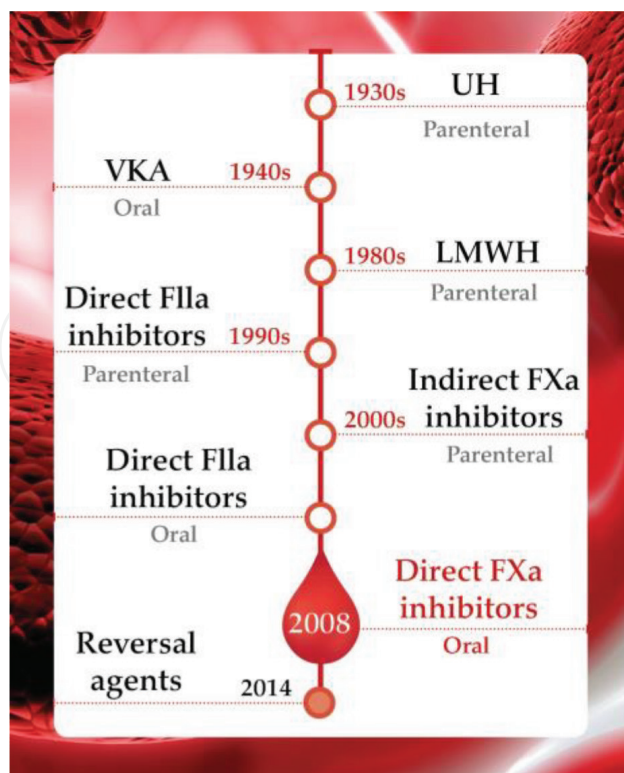 1930s UH
Parenteral
VKA 1940s
Oral
1980s LMWH
Parenteral
Direct FIIa
inhibitors 1990s
Parenteral
Indirect FXa
2000s inhibitors
Parenteral
Direct FIIa
inhibitors
Oral
Direct FXa
inhibitors
2008
Oral
Reversal
agents 2014